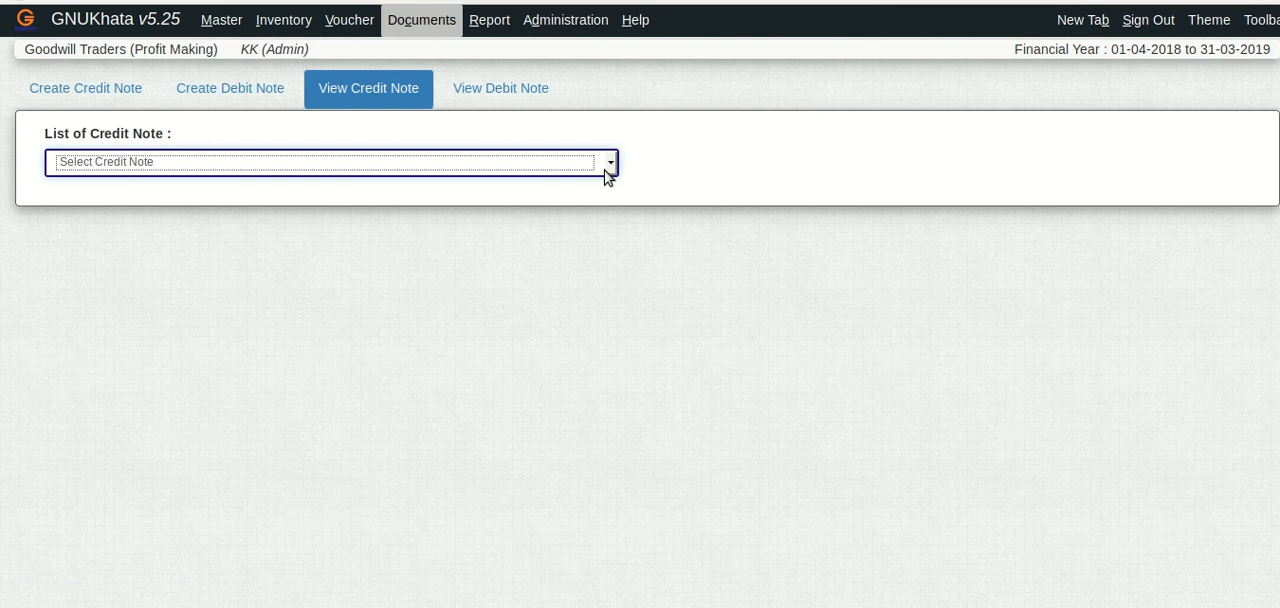 GNUKhata v5.25 Master Inventory Voucher Documents Report Administration Help New Tab Sign Out Theme Toolba
Goodwill Traders (Profit Making) KK (Admin) Financial Year : 01-04-2018 to 31-03-2019
Create Credit Note Create Debit Note View Credit Note View Debit Note
List of Credit Note :
Select Credit Note